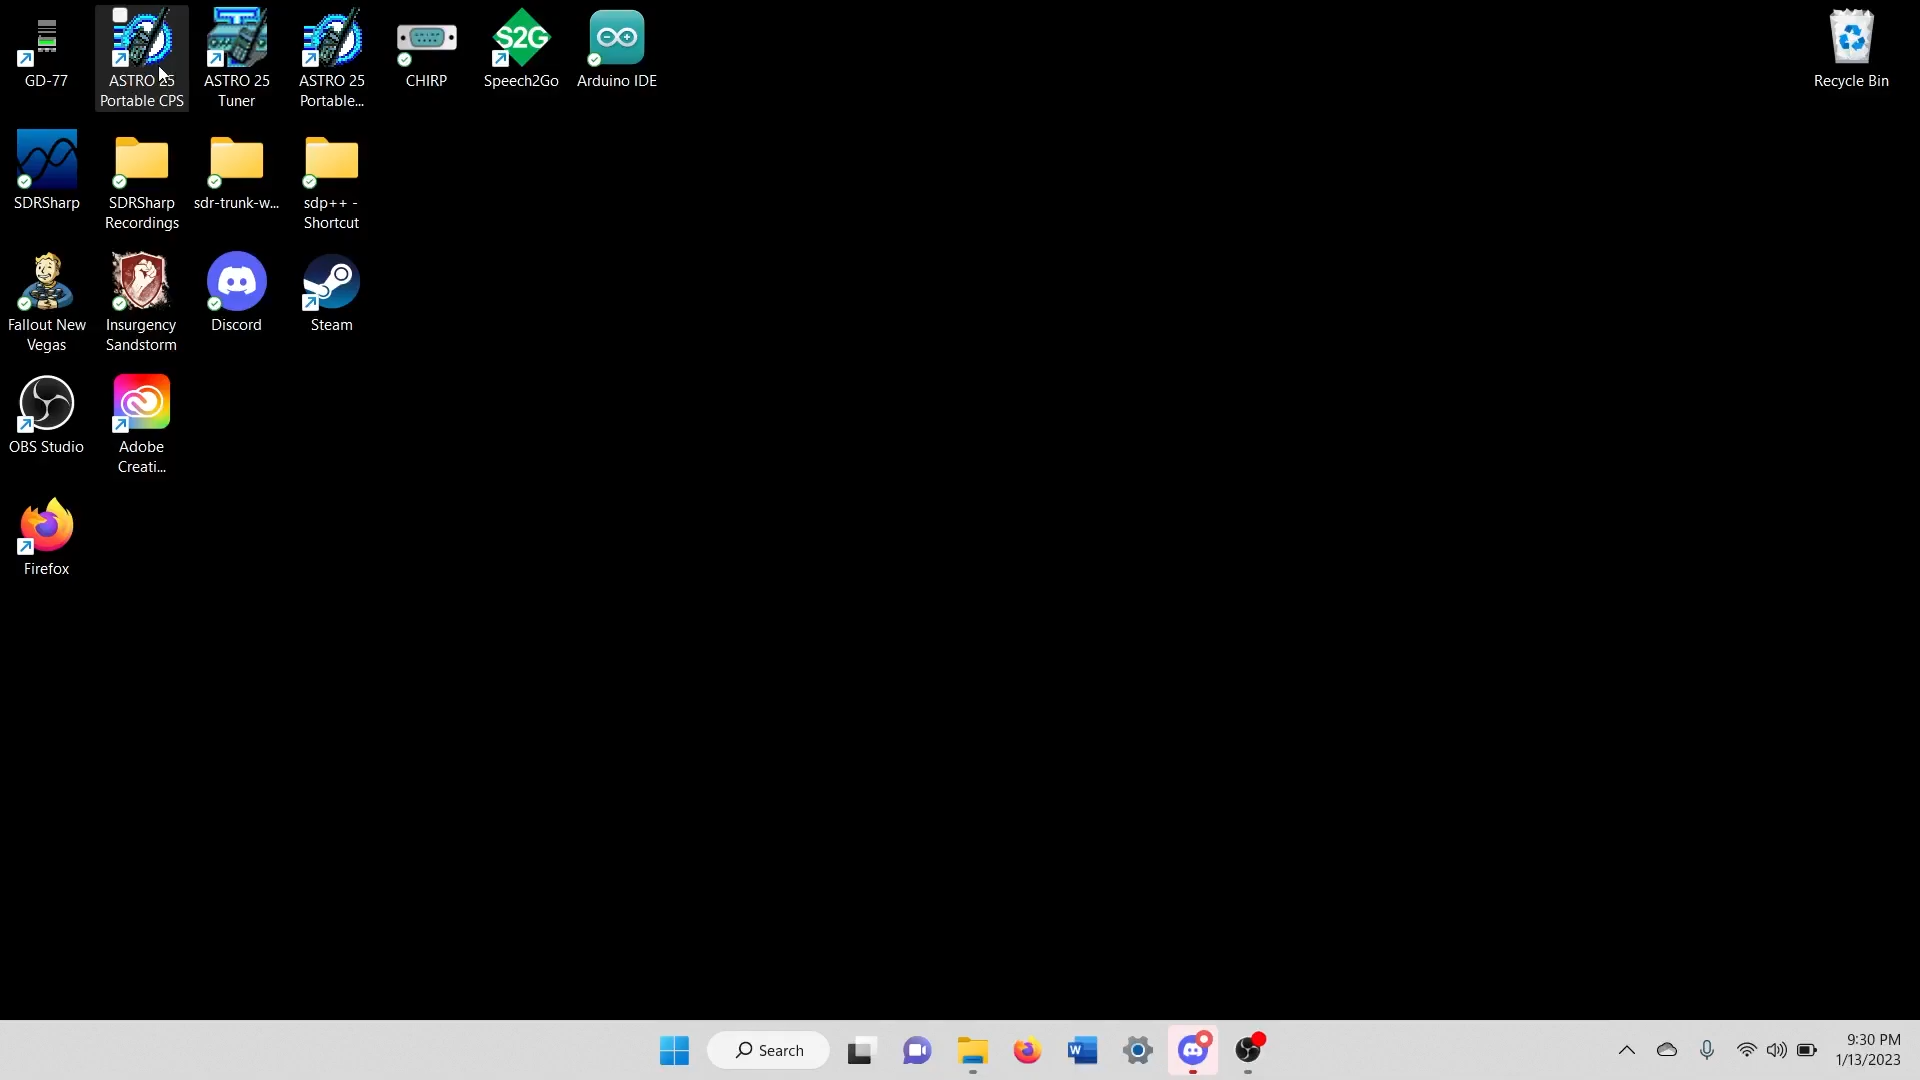 GD-77
ASTRO 25
Portable CPS
ASTRO 25
Tuner
ASTRO 25
Portable...
CHIRP
S2G
Speech2Go
Arduino IDE
Recycle Bin
SDRSharp
SDRSharp
Recordings
sdr-trunk-w...
sdp++ -
Shortcut
Fallout New
Vegas
Insurgency
Sandstorm
Discord
Steam
OBS Studio
Adobe
Creati...
Firefox
Search
W
9:30 PM
1/13/2023